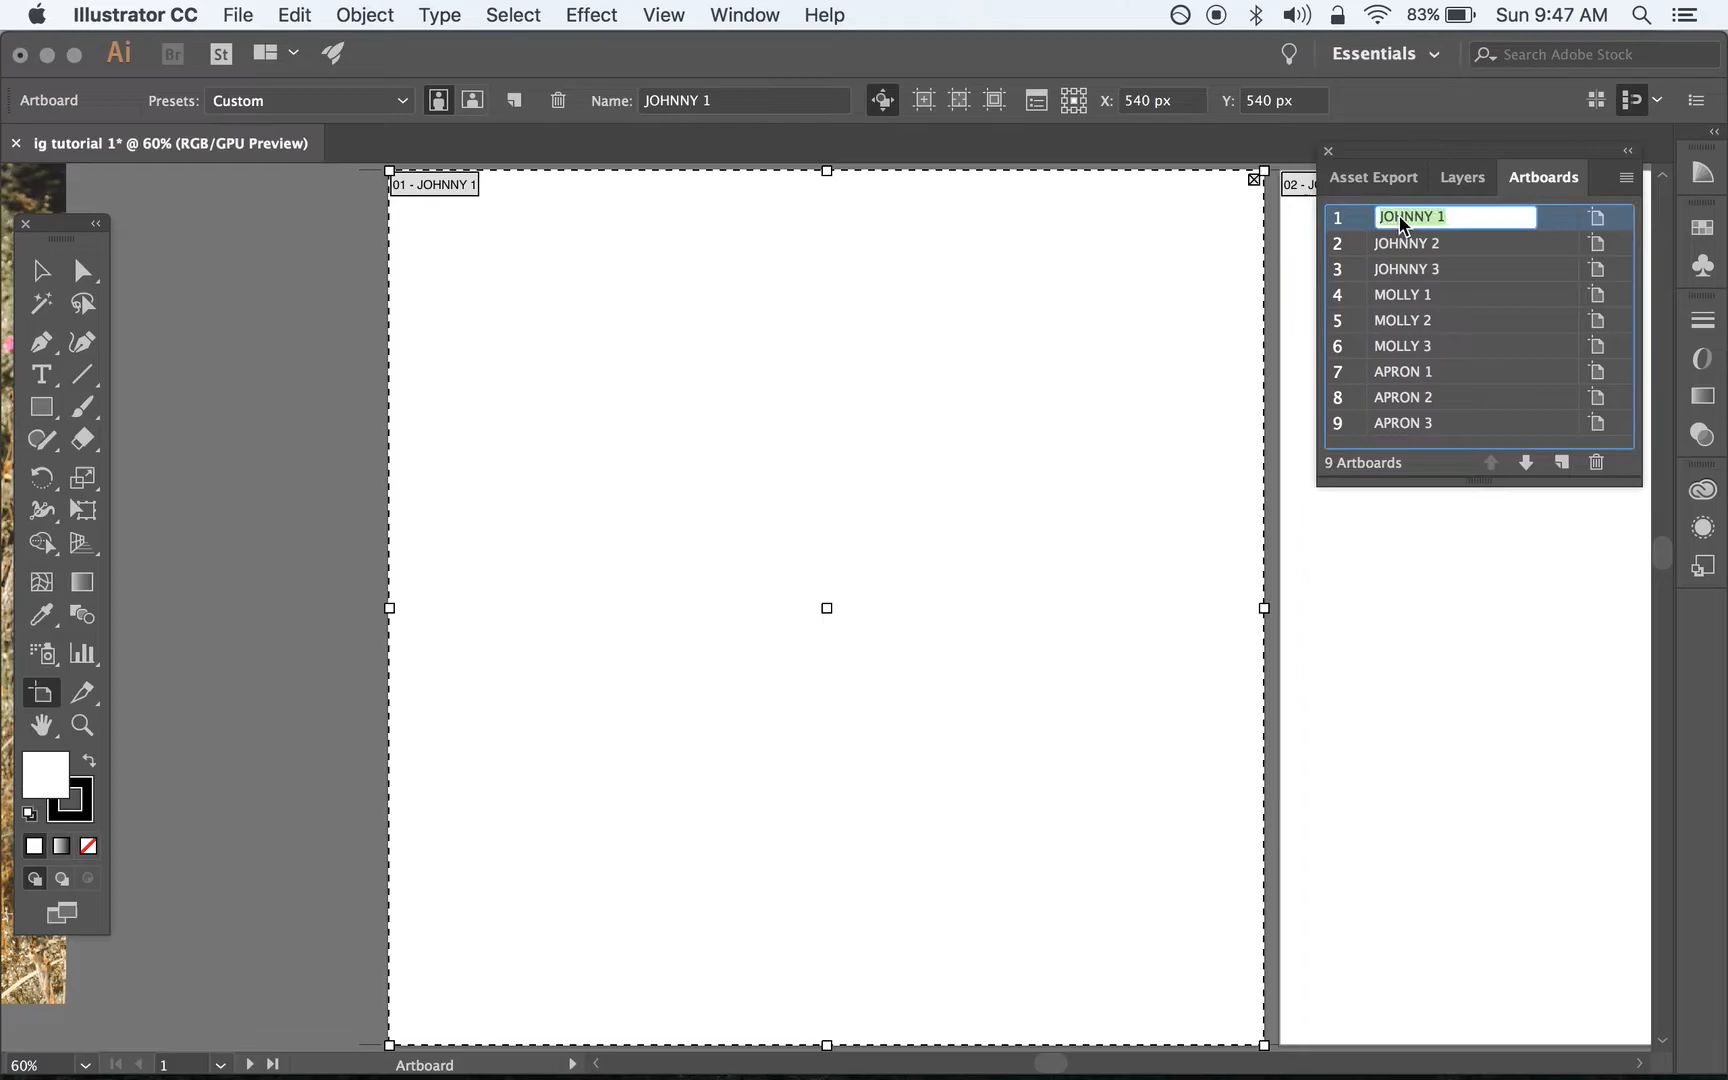 Illustrator CC File Edit Object Type Select Effect View Window Help 83% Sun 9:47 AM
Ai Br St Essentials Search Adobe Stock
Artboard Presets: Custom Name: JOHNNY 1 X: 540 px Y: 540 px
ig tutorial 1* @ 60% (RGB/GPU Preview)
01 - JOHNNY 1
02 - JO
Asset Export Layers Artboards
1 JOHNNY 1
2 JOHNNY 2
3 JOHNNY 3
4 MOLLY 1
5 MOLLY 2
6 MOLLY 3
7 APRON 1
8 APRON 2
9 APRON 3
9 Artboards
T
60% 1 Artboard